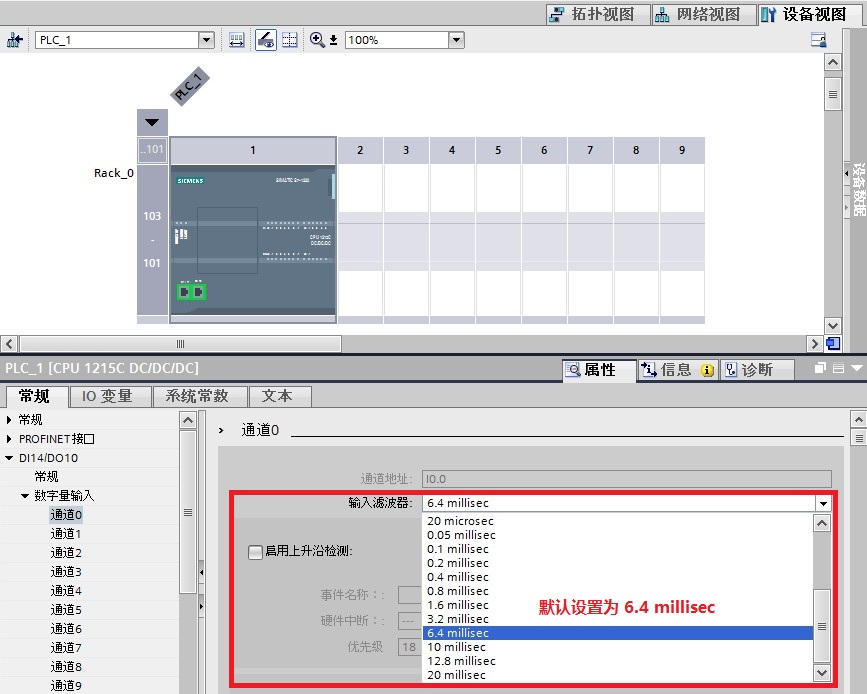 拓扑视图 网络视图 设备视图
PLC_1 100%
PLC_1
..101 1 2 3 4 5 6 7 8 9
Rack_0
SIEMENS
103
-
101
CPU 1215C
DC/DC/DC
设备数据
PLC_1 [CPU 1215C DC/DC/DC]
属性 信息 诊断
常规 IO 变量 系统常数 文本
常规
PROFINET接口
DI14/DO10
常规
数字量输入
通道0
通道1
通道2
通道3
通道4
通道5
通道6
通道7
通道8
通道9
通道0
通道地址: I0.0
输入滤波器: 6.4 millisec
20 microsec
0.05 millisec
0.1 millisec
0.2 millisec
0.4 millisec
0.8 millisec
1.6 millisec
3.2 millisec
6.4 millisec
10 millisec
12.8 millisec
20 millisec
启用上升沿检测:
事件名称: :
硬件中断: : ---
优先级 18
默认设置为 6.4 millisec